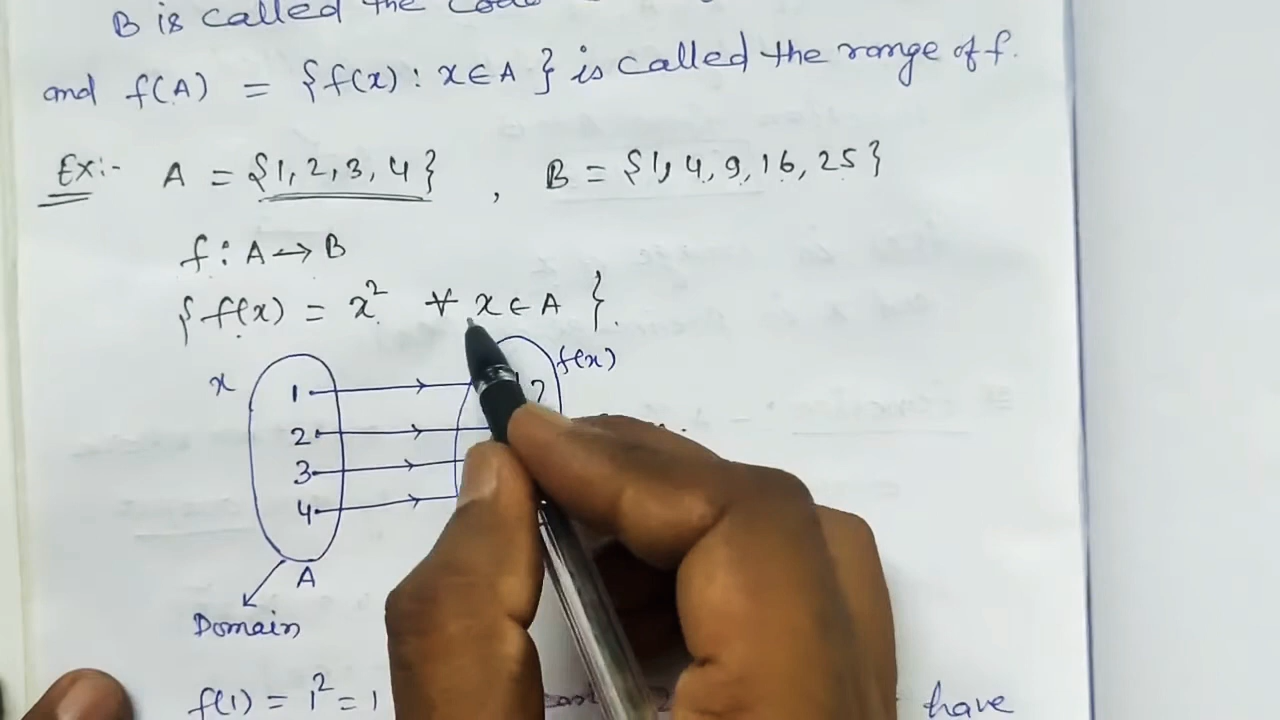 B is called the
and f(A) = {f(x) : x∈A } is called the range of f.
Ex:- A = {1, 2, 3, 4} , B = {1, 4, 9, 16, 25}
f : A → B
{ f(x) = x² ∀ x ∈ A }.
x f(x)
1
2
3
4
A
Domain
f(1) = 1² = 1 have